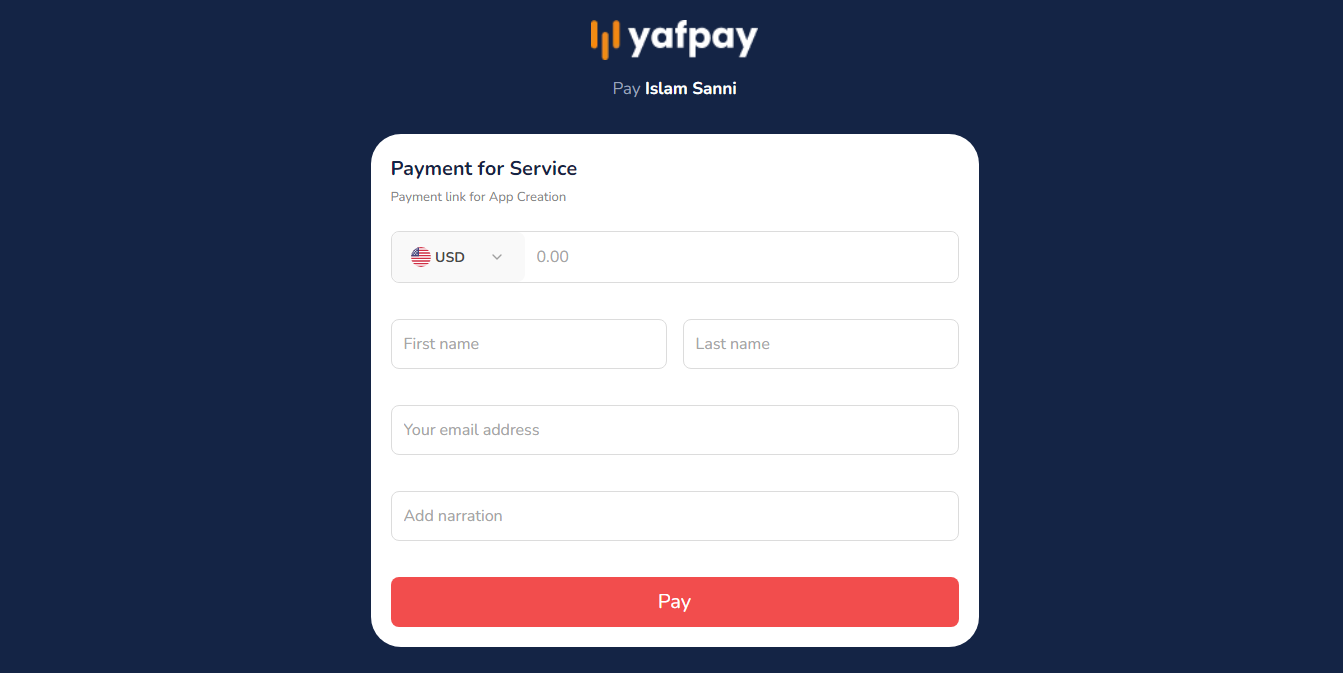 yafpay
Pay Islam Sanni
Payment for Service
Payment link for App Creation
USD 0.00
First name Last name
Your email address
Add narration
Pay